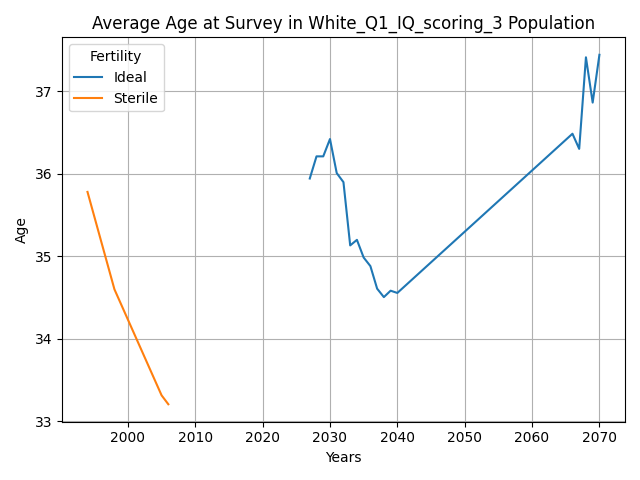 Average Age at Survey in White_Q1_IQ_scoring_3 Population
Fertility
Ideal
Sterile
37
36
35
34
33
Age
2000 2010 2020 2030 2040 2050 2060 2070
Years